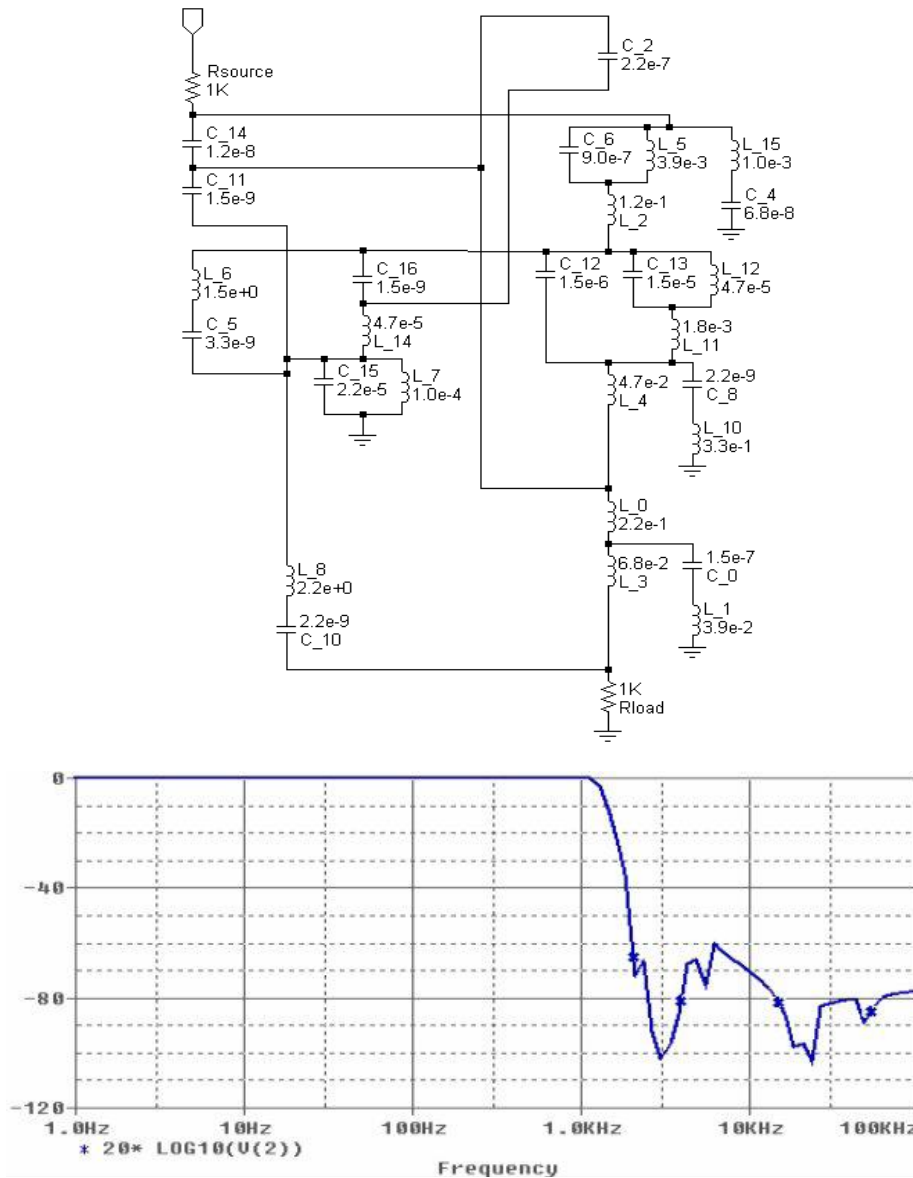 C_2
2.2e-7
Rsource
1K
C_14
1.2e-8
C_6
9.0e-7
L_5
3.9e-3
L_15
1.0e-3
C_11
1.5e-9
C_4
6.8e-8
1.2e-1
L_2
L_6
1.5e+0
C_16
1.5e-9
C_12
1.5e-6
C_13
1.5e-5
L_12
4.7e-5
C_5
3.3e-9
4.7e-5
L_14
1.8e-3
L_11
C_15
2.2e-5
L_7
1.0e-4
4.7e-2
L_4
2.2e-9
C_8
L_10
3.3e-1
L_0
2.2e-1
L_8
2.2e+0
6.8e-2
L_3
1.5e-7
C_0
2.2e-9
C_10
L_1
3.9e-2
1K
Rload
0
-40
-80
-120
1.0Hz 10Hz 100Hz 1.0KHz 10KHz 100KHz
* 20* LOG10(V(2))
Frequency